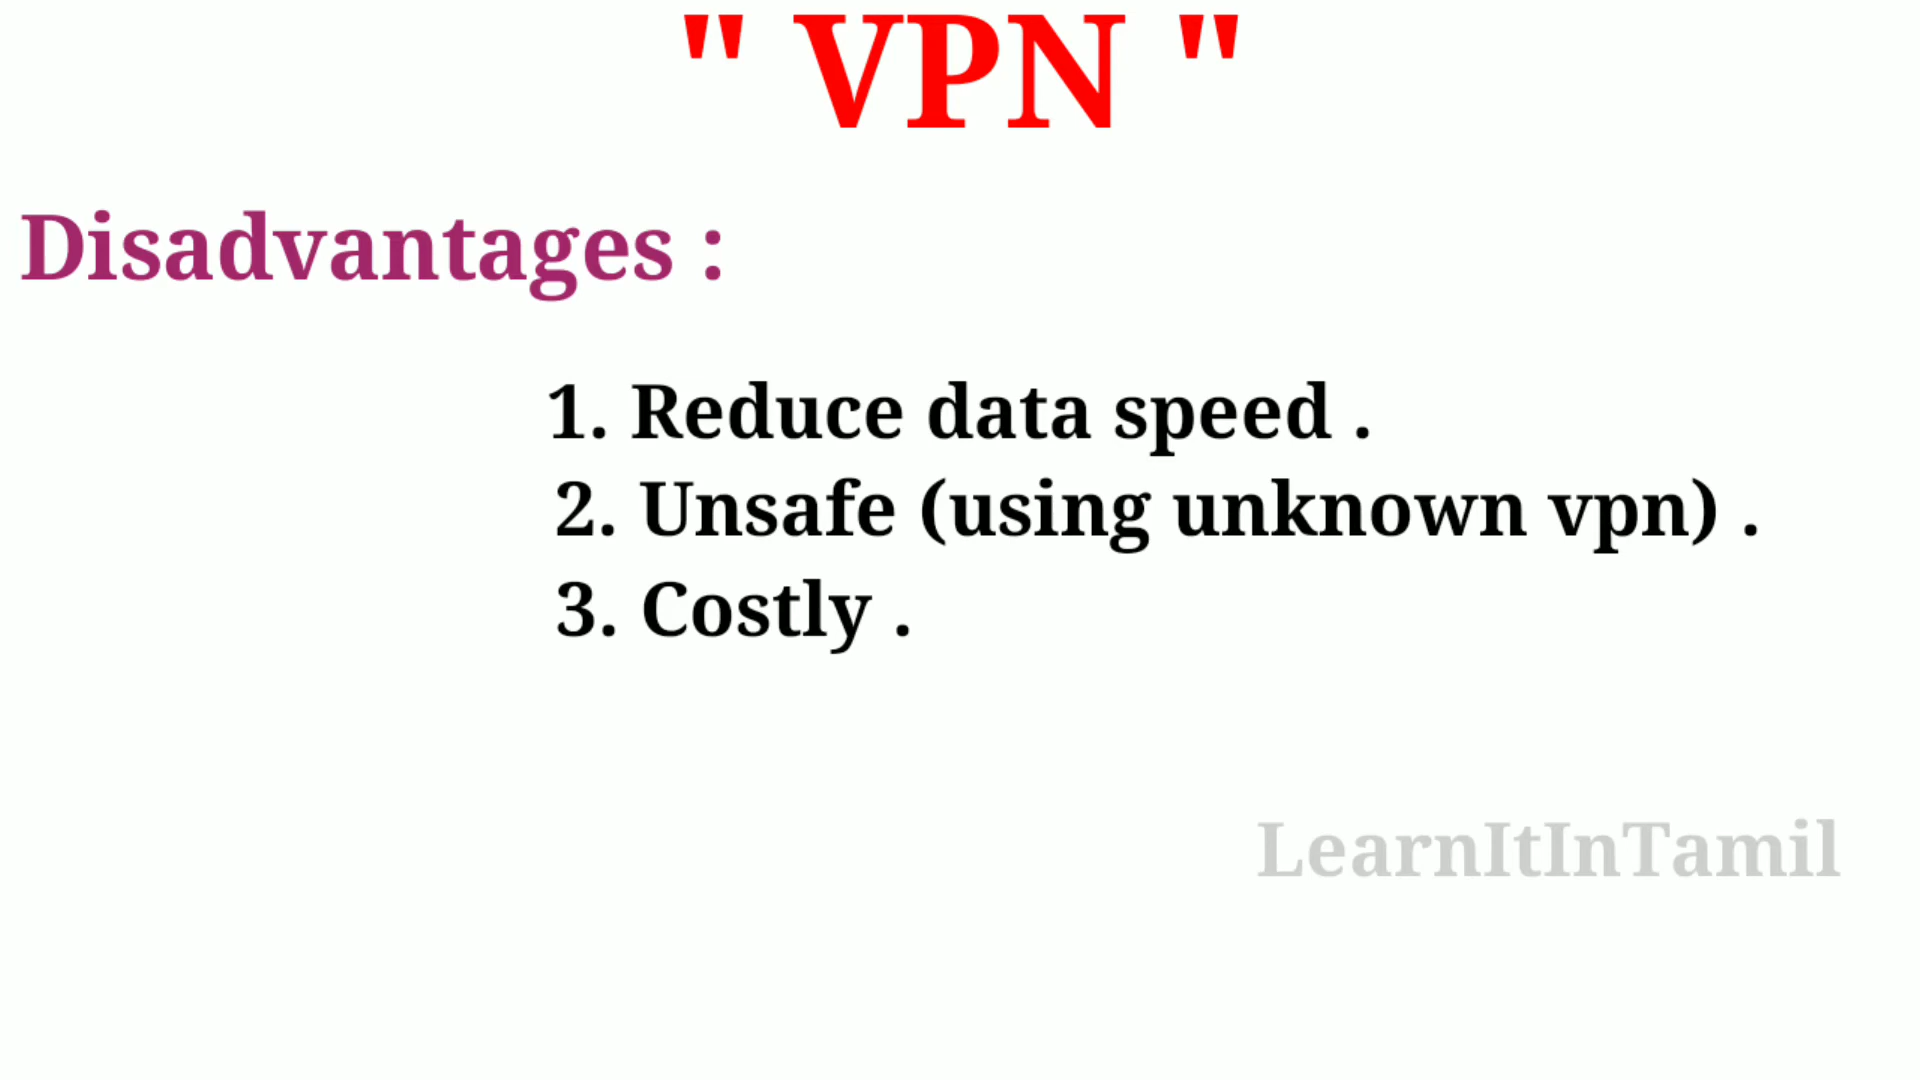 " VPN "
Disadvantages :
1. Reduce data speed .
2. Unsafe (using unknown vpn) .
3. Costly .
LearnItInTamil